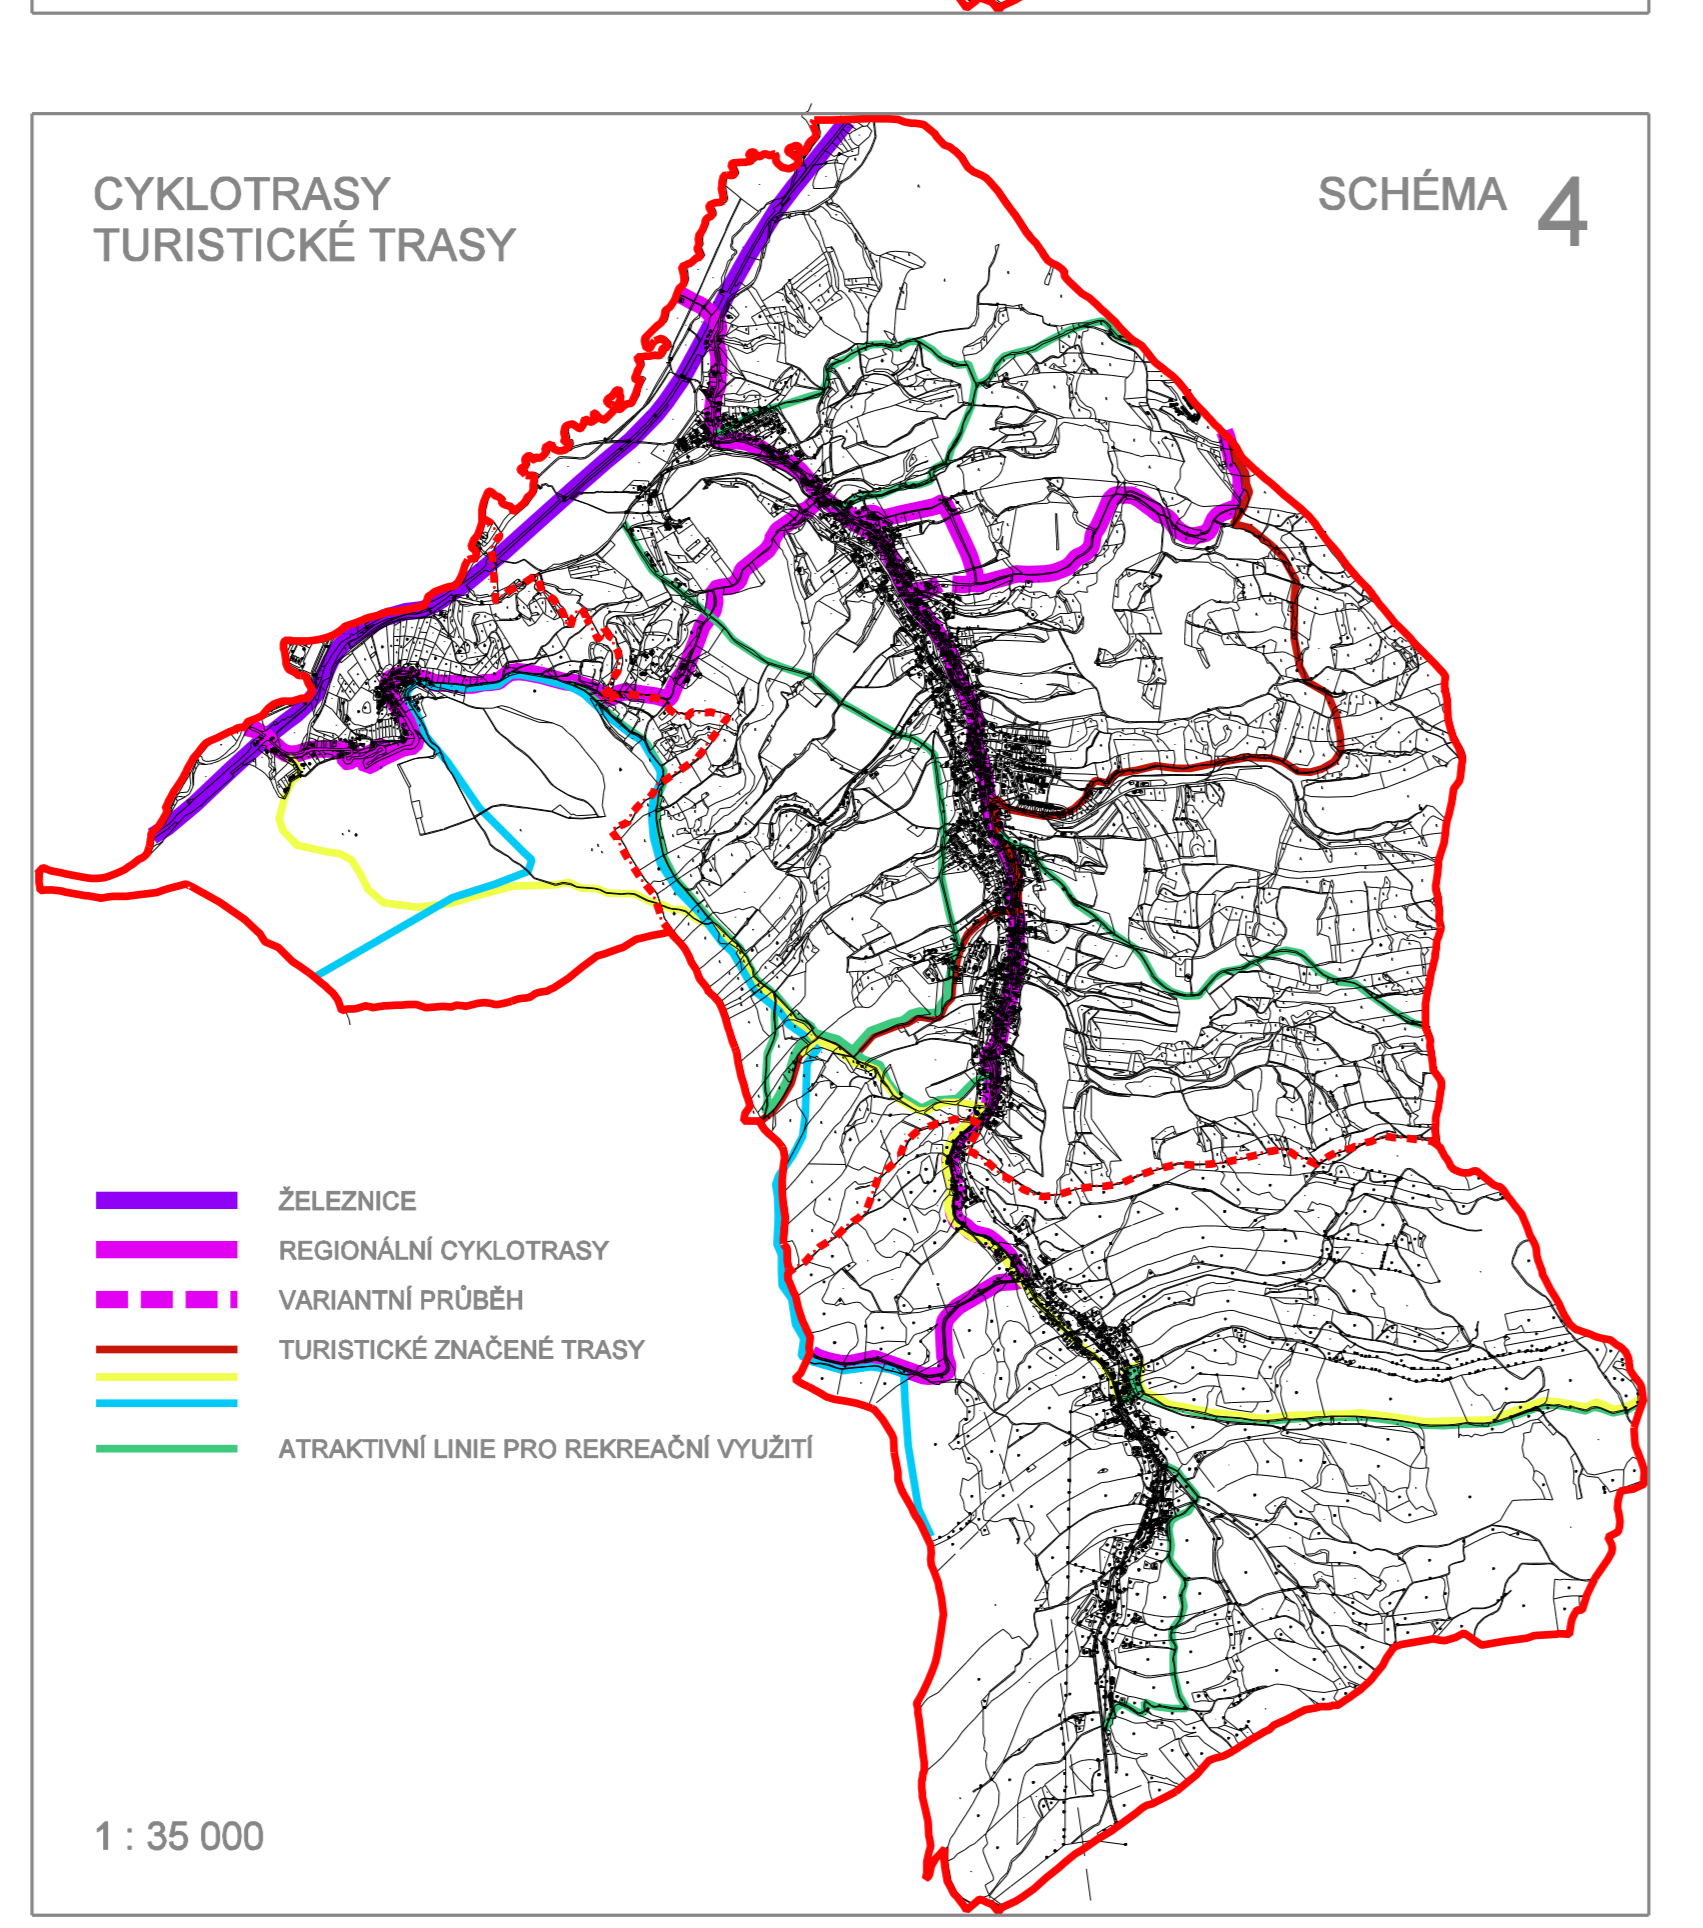 CYKLOTRASY
TURISTICKÉ TRASY
SCHÉMA 4
ŽELEZNICE
REGIONÁLNÍ CYKLOTRASY
VARIANTNÍ PRŮBĚH
TURISTICKÉ ZNAČENÉ TRASY
ATRAKTIVNÍ LINIE PRO REKREAČNÍ VYUŽITÍ
1 : 35 000